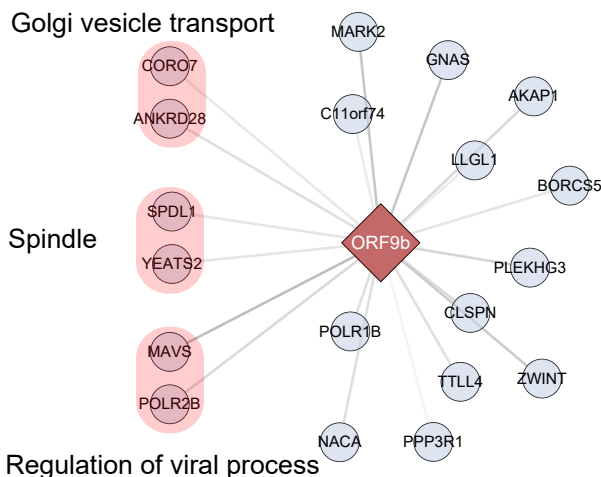 Golgi vesicle transport
MARK2
GNAS
CORO7
AKAP1
C11orf74
ANKRD28
LLGL1
BORCS5
SPDL1
Spindle
ORF9b
YEATS2
PLEKHG3
CLSPN
POLR1B
MAVS
TTLL4
ZWINT
POLR2B
NACA
PPP3R1
Regulation of viral process